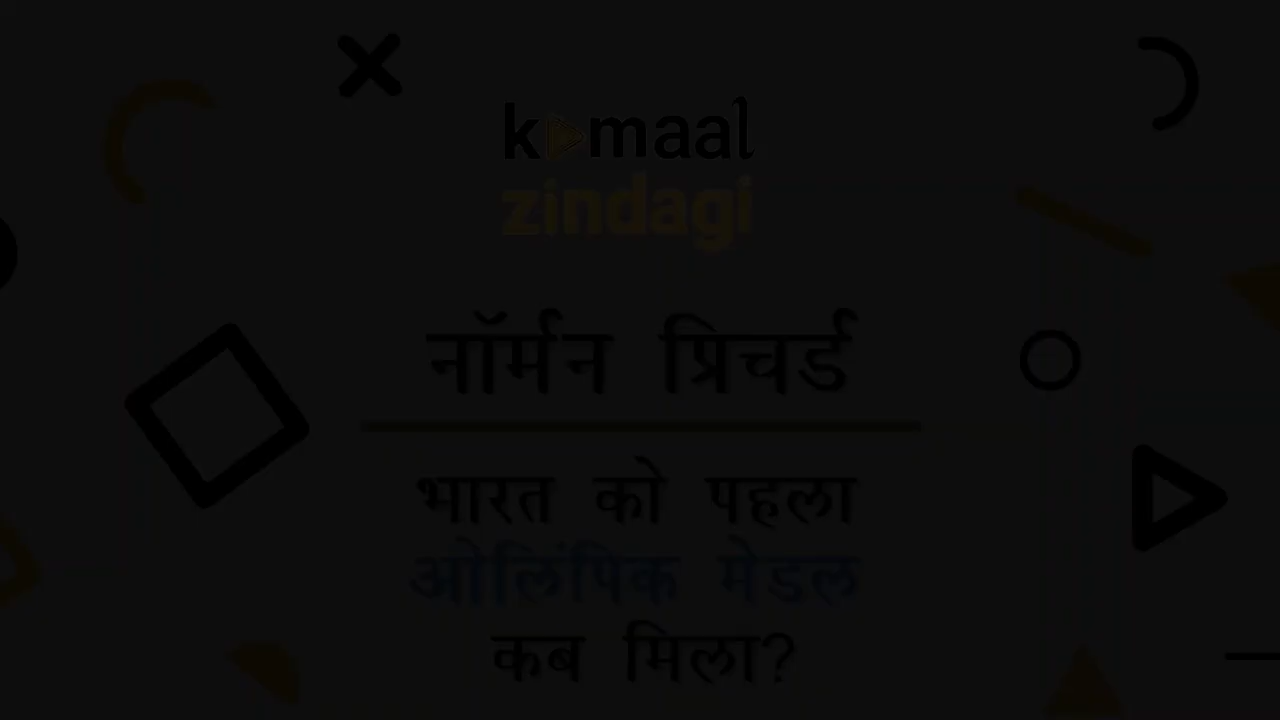 komaal
zindagi
नॉर्मन प्रिचर्ड
भारत को पहला
ओलिंपिक मेडल
कब मिला?